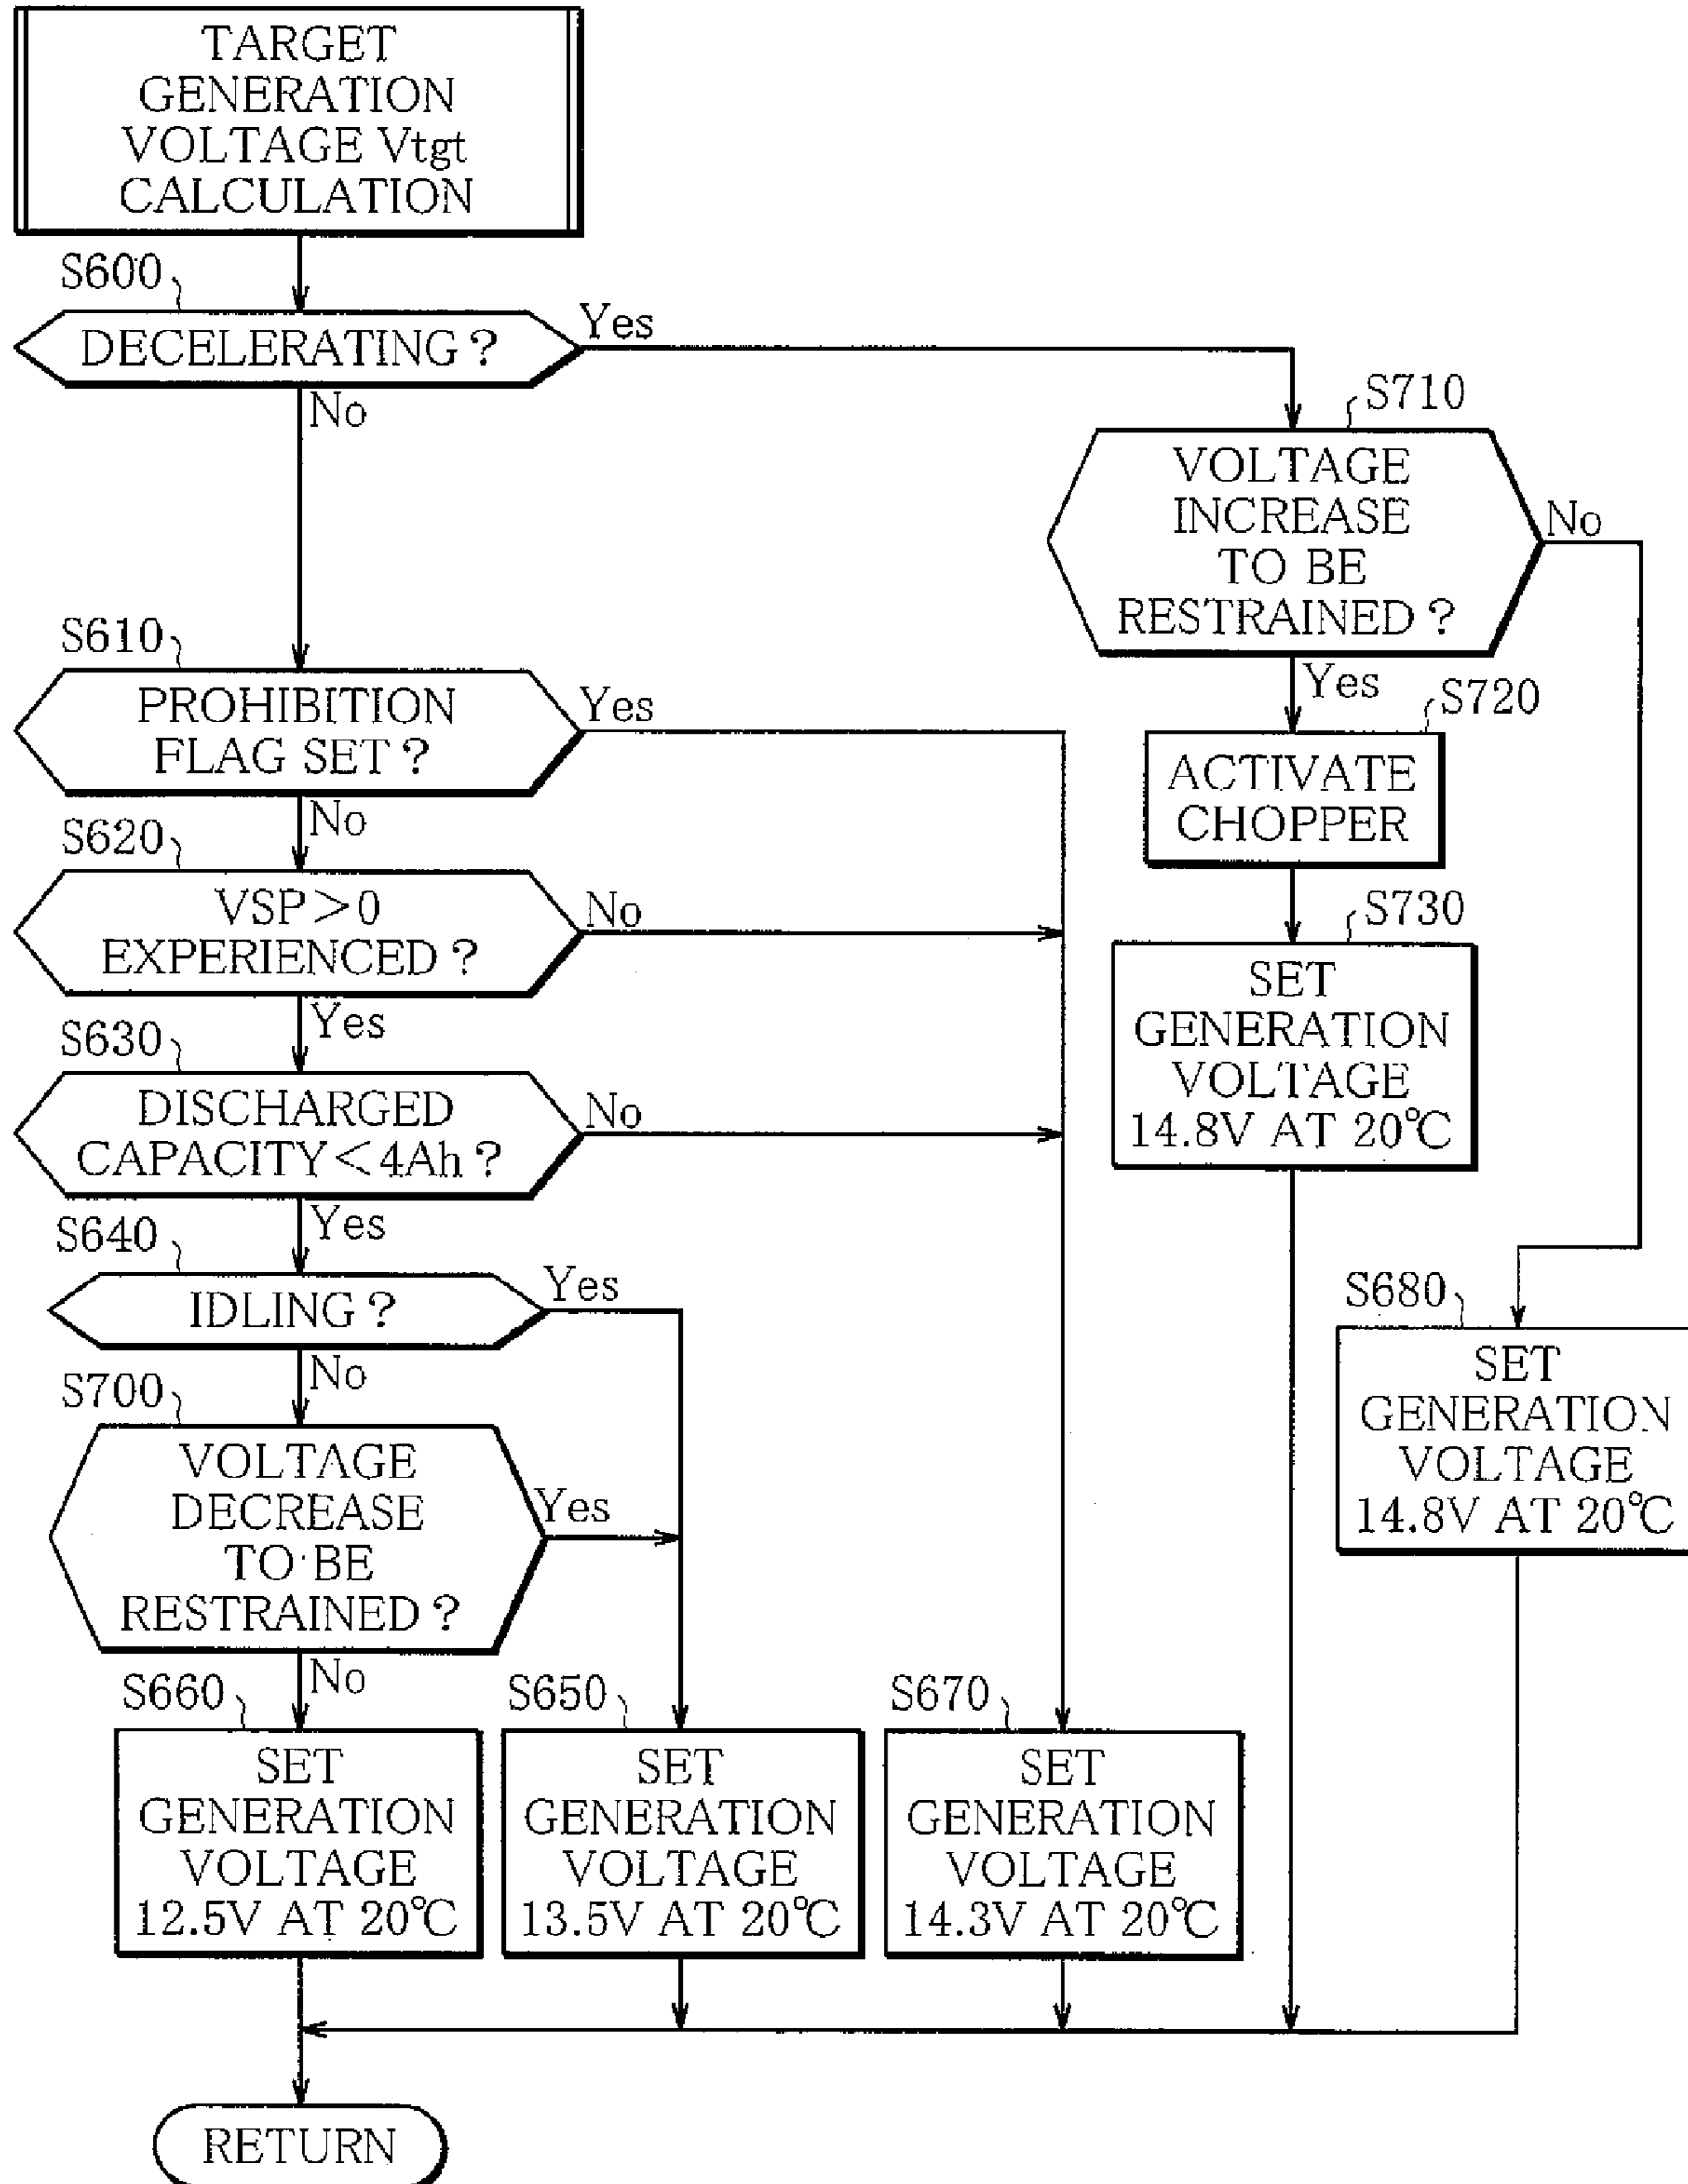 TARGET
GENERATION
VOLTAGE Vtgt
CALCULATION
S600
DECELERATING ?
Yes
No
S710
VOLTAGE
INCREASE
TO BE
RESTRAINED ?
No
Yes
S610
PROHIBITION
FLAG SET ?
Yes
No
S720
ACTIVATE
CHOPPER
S620
VSP>0
EXPERIENCED ?
No
Yes
S730
SET
GENERATION
VOLTAGE
14.8V AT 20℃
S630
DISCHARGED
CAPACITY<4Ah ?
No
Yes
S640
IDLING ?
Yes
No
S680
SET
GENERATION
VOLTAGE
14.8V AT 20℃
S700
VOLTAGE
DECREASE
TO BE
RESTRAINED ?
Yes
No
S660
SET
GENERATION
VOLTAGE
12.5V AT 20℃
S650
SET
GENERATION
VOLTAGE
13.5V AT 20℃
S670
SET
GENERATION
VOLTAGE
14.3V AT 20℃
RETURN